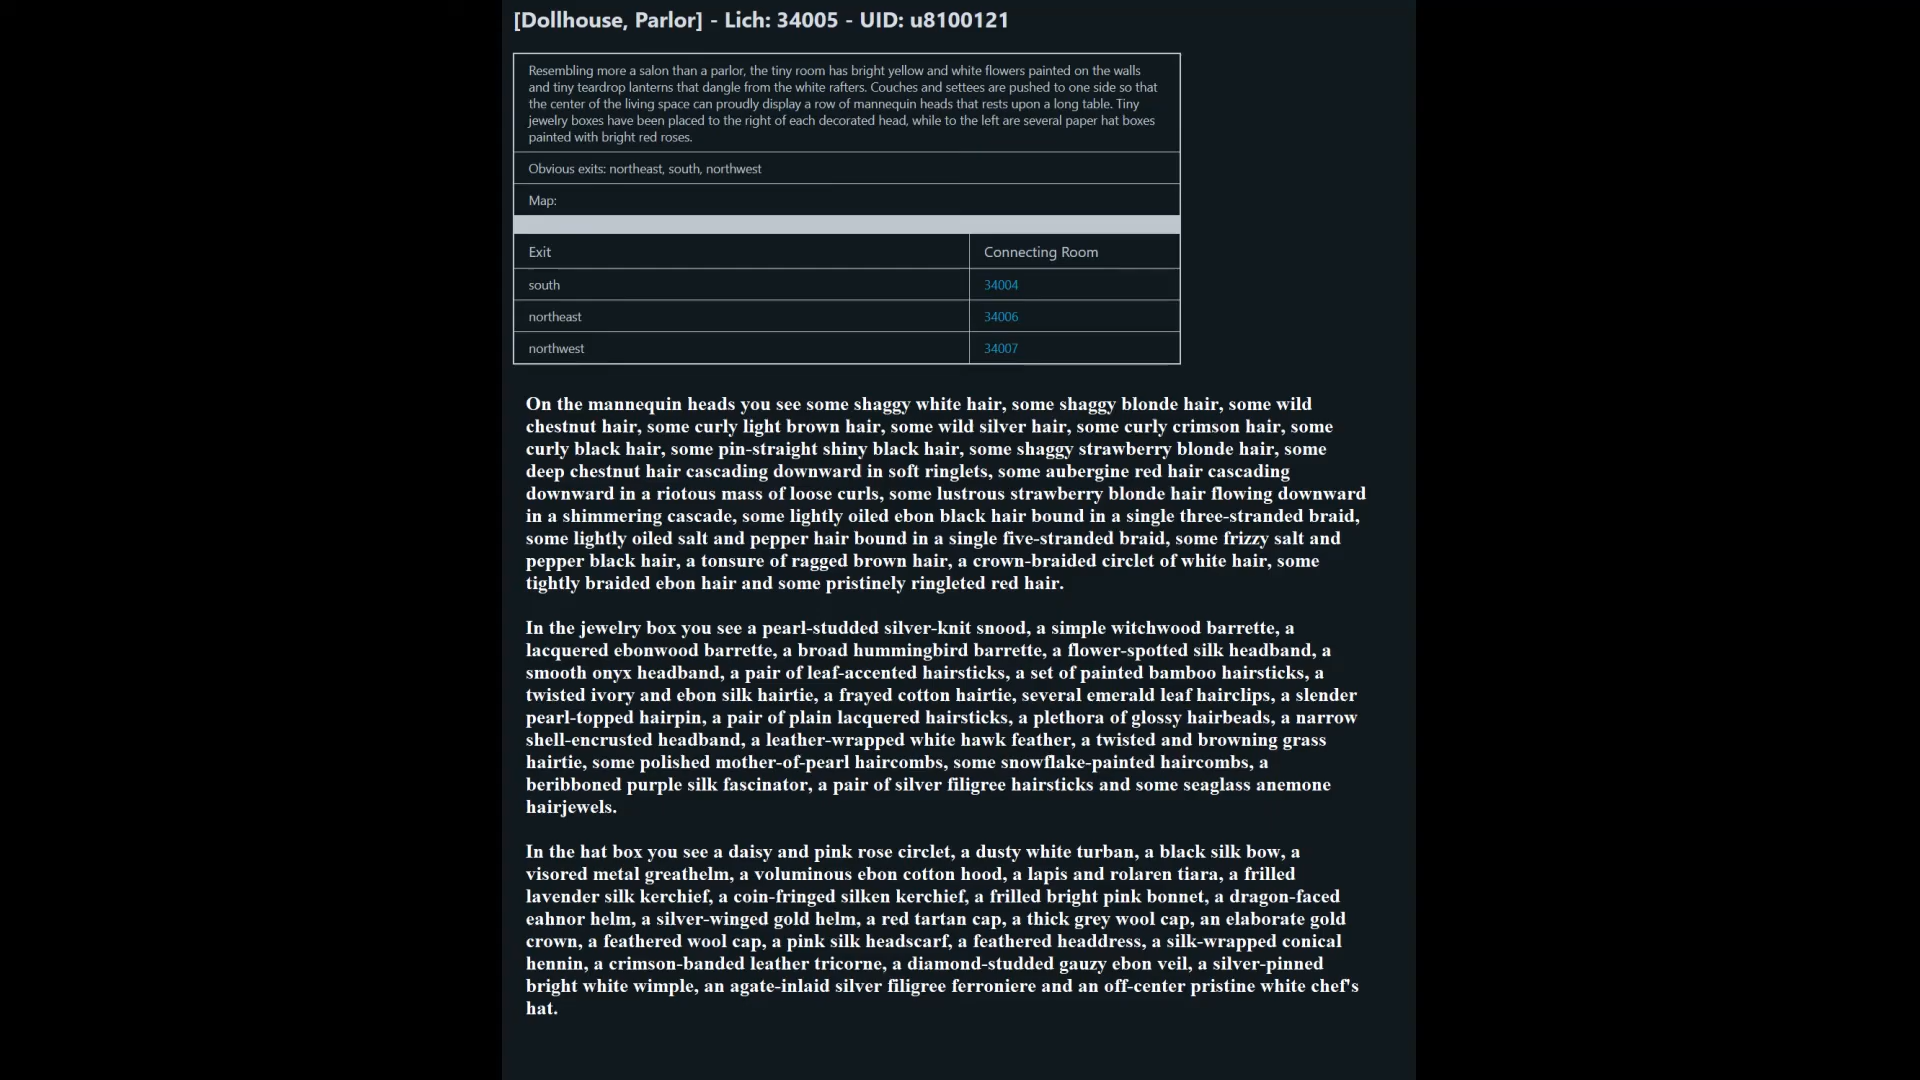 [Dollhouse, Parlor] - Lich: 34005 - UID: u8100121
Resembling more a salon than a parlor, the tiny room has bright yellow and white flowers painted on the walls
and tiny teardrop lanterns that dangle from the white rafters. Couches and settees are pushed to one side so that
the center of the living space can proudly display a row of mannequin heads that rests upon a long table. Tiny
jewelry boxes have been placed to the right of each decorated head, while to the left are several paper hat boxes
painted with bright red roses.
Obvious exits: northeast, south, northwest
Map:
Exit Connecting Room
south 34004
northeast 34006
northwest 34007
On the mannequin heads you see some shaggy white hair, some shaggy blonde hair, some wild
chestnut hair, some curly light brown hair, some wild silver hair, some curly crimson hair, some
curly black hair, some pin-straight shiny black hair, some shaggy strawberry blonde hair, some
deep chestnut hair cascading downward in soft ringlets, some aubergine red hair cascading
downward in a riotous mass of loose curls, some lustrous strawberry blonde hair flowing downward
in a shimmering cascade, some lightly oiled ebon black hair bound in a single three-stranded braid,
some lightly oiled salt and pepper hair bound in a single five-stranded braid, some frizzy salt and
pepper black hair, a tonsure of ragged brown hair, a crown-braided circlet of white hair, some
tightly braided ebon hair and some pristinely ringleted red hair.
In the jewelry box you see a pearl-studded silver-knit snood, a simple witchwood barrette, a
lacquered ebonwood barrette, a broad hummingbird barrette, a flower-spotted silk headband, a
smooth onyx headband, a pair of leaf-accented hairsticks, a set of painted bamboo hairsticks, a
twisted ivory and ebon silk hairtie, a frayed cotton hairtie, several emerald leaf hairclips, a slender
pearl-topped hairpin, a pair of plain lacquered hairsticks, a plethora of glossy hairbeads, a narrow
shell-encrusted headband, a leather-wrapped white hawk feather, a twisted and browning grass
hairtie, some polished mother-of-pearl haircombs, some snowflake-painted haircombs, a
beribboned purple silk fascinator, a pair of silver filigree hairsticks and some seaglass anemone
hairjewels.
In the hat box you see a daisy and pink rose circlet, a dusty white turban, a black silk bow, a
visored metal greathelm, a voluminous ebon cotton hood, a lapis and rolaren tiara, a frilled
lavender silk kerchief, a coin-fringed silken kerchief, a frilled bright pink bonnet, a dragon-faced
eahnor helm, a silver-winged gold helm, a red tartan cap, a thick grey wool cap, an elaborate gold
crown, a feathered wool cap, a pink silk headscarf, a feathered headdress, a silk-wrapped conical
hennin, a crimson-banded leather tricorne, a diamond-studded gauzy ebon veil, a silver-pinned
bright white wimple, an agate-inlaid silver filigree ferroniere and an off-center pristine white chef's
hat.